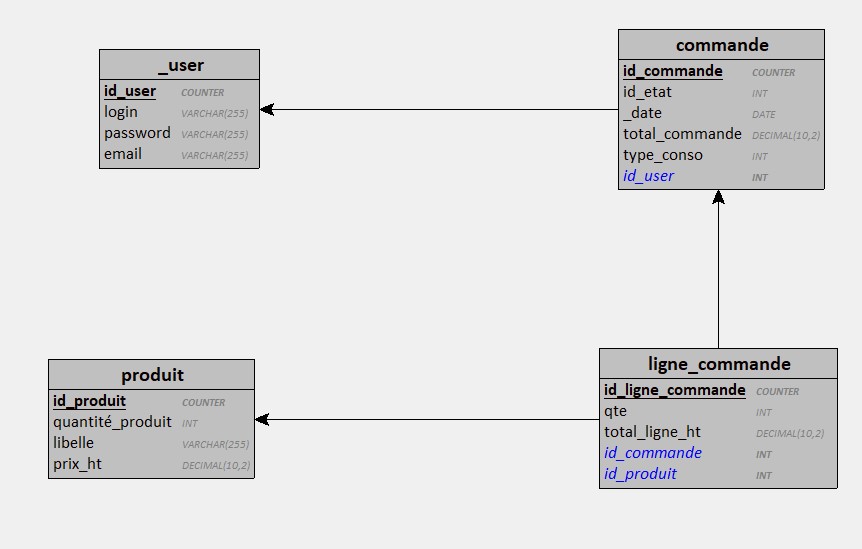 _user
id_user COUNTER
login VARCHAR(255)
password VARCHAR(255)
email VARCHAR(255)
commande
id_commande COUNTER
id_etat INT
_date DATE
total_commande DECIMAL(10,2)
type_conso INT
id_user INT
produit
id_produit COUNTER
quantité_produit INT
libelle VARCHAR(255)
prix_ht DECIMAL(10,2)
ligne_commande
id_ligne_commande COUNTER
qte INT
total_ligne_ht DECIMAL(10,2)
id_commande INT
id_produit INT